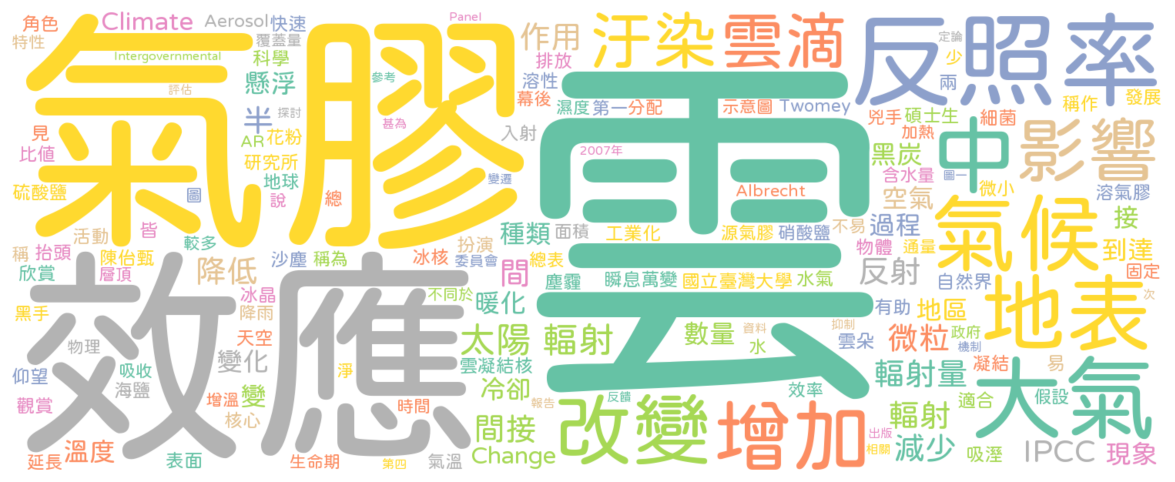 氣膠
雲
效應
角色
Climate
Aerosol
快速
Panel
特性
Intergovernmental
覆蓋量
科學
懸浮
評估
參考
探討
甚為
作用
排放
溶性
幕後
汙染
雲滴
反照率
定論
少
兩
稱作
發展
濕度
第一
分配
示意圖
Twomey
兇手
碩士生
細菌
加熱
入射
2007年
半
見
AR
花粉
比值
研究所
地球
硫酸鹽
圖
說
總
變遷
黑炭
中
影響
含水量
圖一
微小
溶氣膠
Albrecht
空氣
活動
皆
稱
抬頭
陳怡甄
較多
欣賞
層頂
沙塵
稱為
冰核
扮演
委員會
種類
面積
工業化
源氣膠
硝酸鹽
不易
過程
物體
通量
氣候
接
到達
固定
間
總表
塵霾
瞬息萬變
國立臺灣大學
水氣
反射
自然界
降低
冰晶
降雨
不同於
暖化
黑手
物理
天空
太陽
輻射
數量
資料
水
抑制
雲朵
有助
地區
微粒
政府
機制
次
地表
仰望
吸收
海鹽
變化
淨
雲凝結核
冷卻
效率
輻射量
凝結
易
大氣
觀賞
增溫
變
核心
時間
間接
反饋
報告
改變
增加
適合
假設
輻射
出版
延長
溫度
表面
生命期
第四
氣溫
Change
相關
減少
吸溼
IPCC
現象